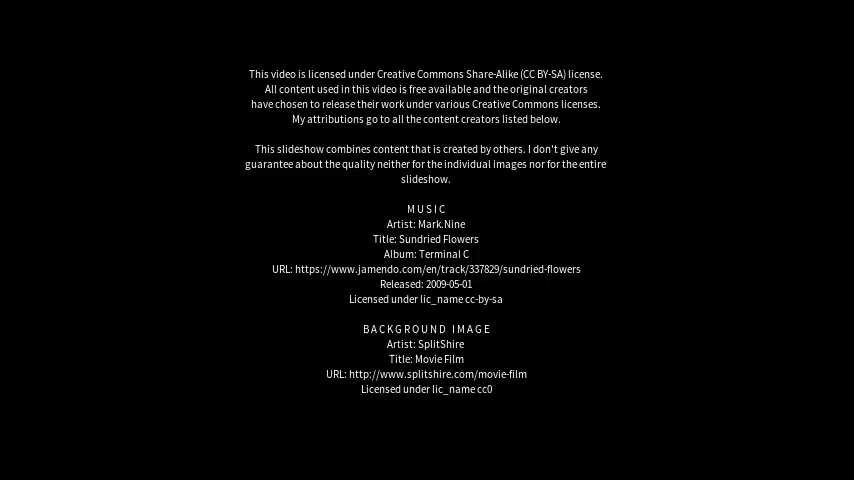 This video is licensed under Creative Commons Share-Alike (CC BY-SA) license.
All content used in this video is free available and the original creators
have chosen to release their work under various Creative Commons licenses.
My attributions go to all the content creators listed below.
This slideshow combines content that is created by others. I don't give any
guarantee about the quality neither for the individual images nor for the entire
slideshow.
MUSIC
Artist: Mark.Nine
Title: Sundried Flowers
Album: Terminal C
URL: https://www.jamendo.com/en/track/337829/sundried-flowers
Released: 2009-05-01
Licensed under lic_name cc-by-sa
BACKGROUND IMAGE
Artist: SplitShire
Title: Movie Film
URL: http://www.splitshire.com/movie-film
Licensed under lic_name cc0